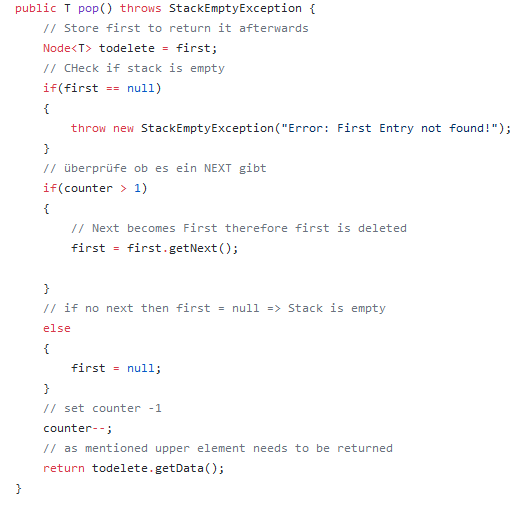 public T pop() throws StackEmptyException {
    // Store first to return it afterwards
    Node<T> todelete = first;
    // CHeck if stack is empty
    if(first == null)
    {
        throw new StackEmptyException("Error: First Entry not found!");
    }
    // überprüfe ob es ein NEXT gibt
    if(counter > 1)
    {
        // Next becomes First therefore first is deleted
        first = first.getNext();

    }
    // if no next then first = null => Stack is empty
    else
    {
        first = null;
    }
    // set counter -1
    counter--;
    // as mentioned upper element needs to be returned
    return todelete.getData();
}